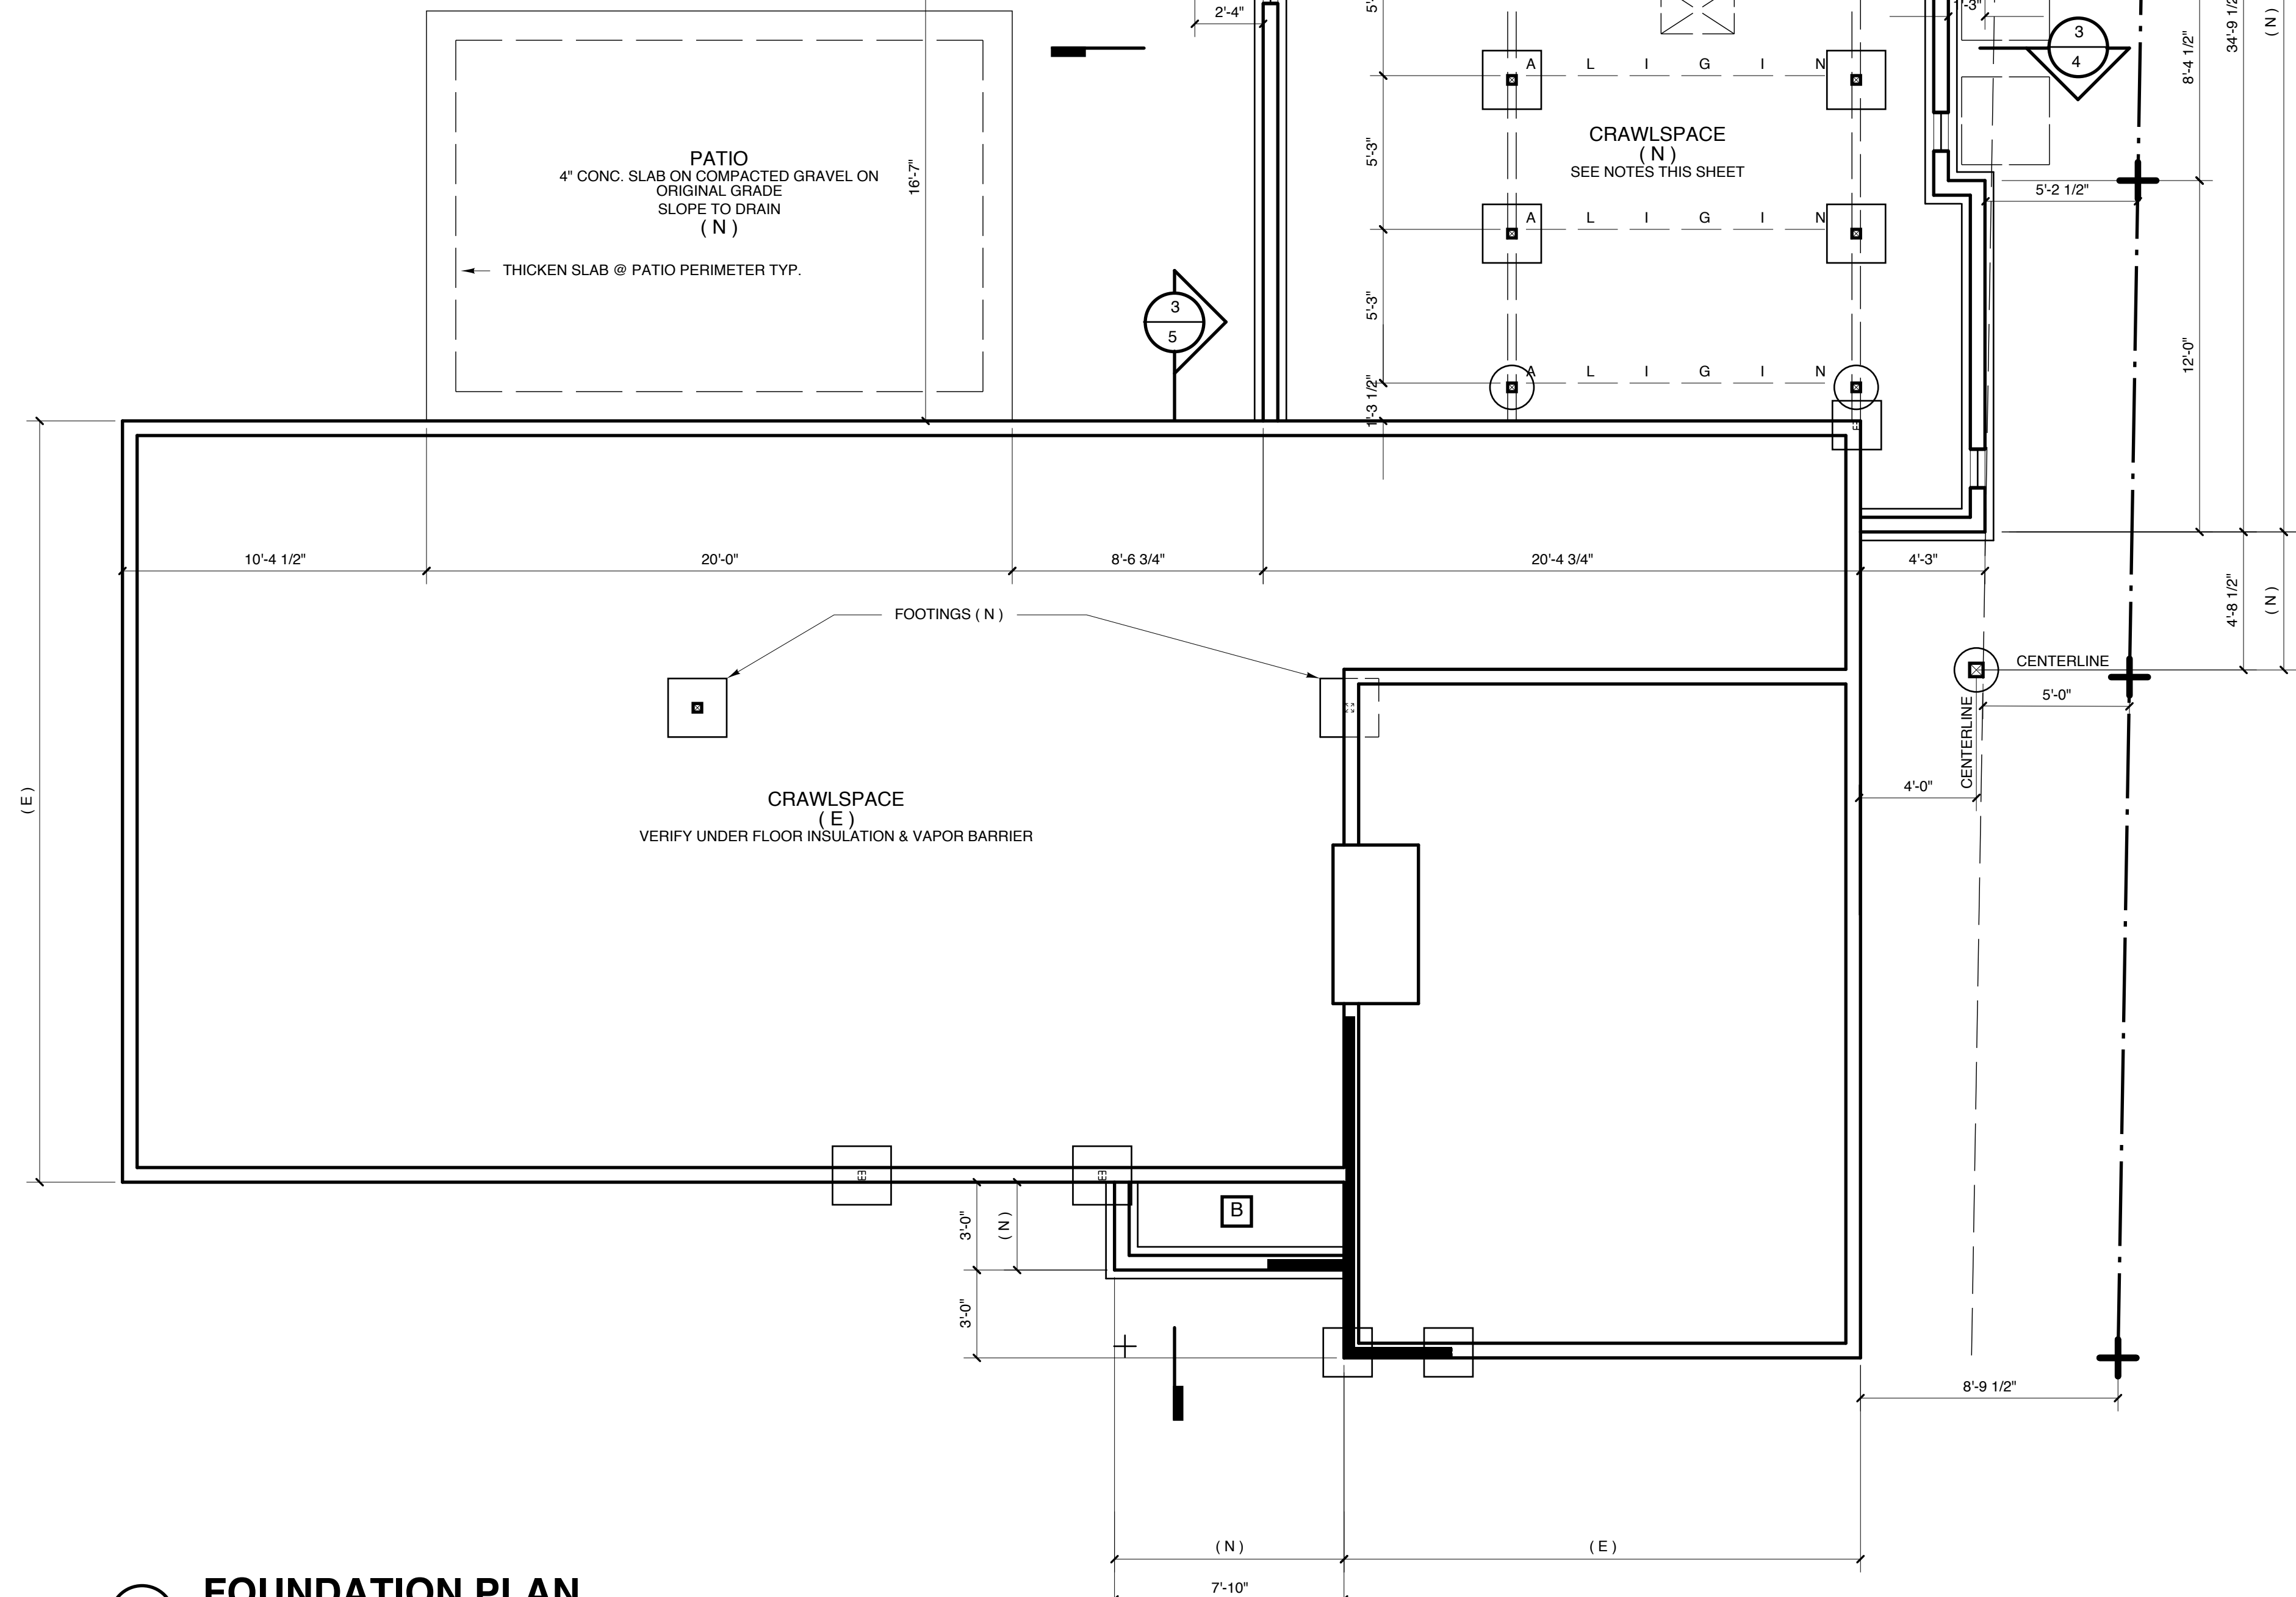 2'-4"
5'-
1'-3"
34'-9 1/2"
( N )
3
4
8'-4 1/2"
A L I G I N
PATIO
4" CONC. SLAB ON COMPACTED GRAVEL ON
ORIGINAL GRADE
SLOPE TO DRAIN
( N )
16'-7"
5'-3"
CRAWLSPACE
( N )
SEE NOTES THIS SHEET
5'-2 1/2"
A L I G I N
THICKEN SLAB @ PATIO PERIMETER TYP.
3
5
5'-3"
12'-0"
A L I G I N
1'-3 1/2"
10'-4 1/2"
20'-0"
8'-6 3/4"
20'-4 3/4"
4'-3"
4'-8 1/2"
( N )
FOOTINGS ( N )
CENTERLINE
5'-0"
CENTERLINE
4'-0"
( E )
CRAWLSPACE
( E )
VERIFY UNDER FLOOR INSULATION & VAPOR BARRIER
B
3'-0"
( N )
3'-0"
8'-9 1/2"
( N )
( E )
7'-10"
FOUNDATION PLAN